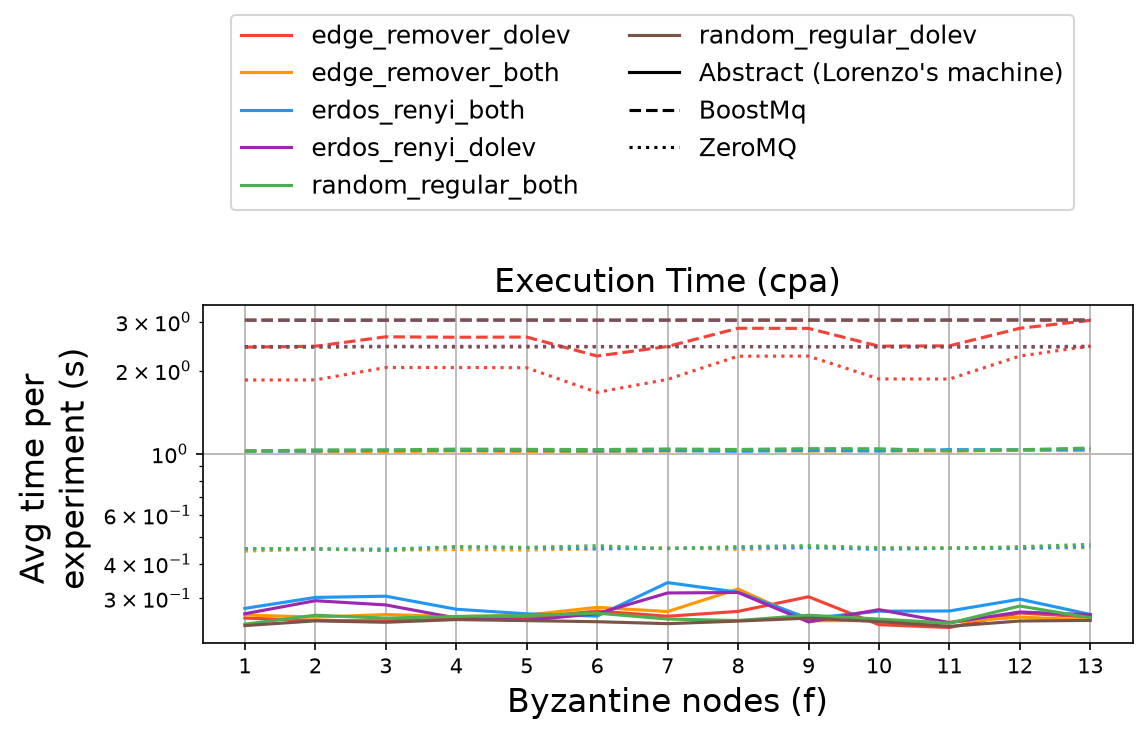 edge_remover_dolev
edge_remover_both
erdos_renyi_both
erdos_renyi_dolev
random_regular_both
random_regular_dolev
Abstract (Lorenzo's machine)
BoostMq
ZeroMQ
Execution Time (cpa)
3 × 10⁰
2 × 10⁰
10⁰
6 × 10⁻¹
4 × 10⁻¹
3 × 10⁻¹
Avg time per
experiment (s)
1 2 3 4 5 6 7 8 9 10 11 12 13
Byzantine nodes (f)